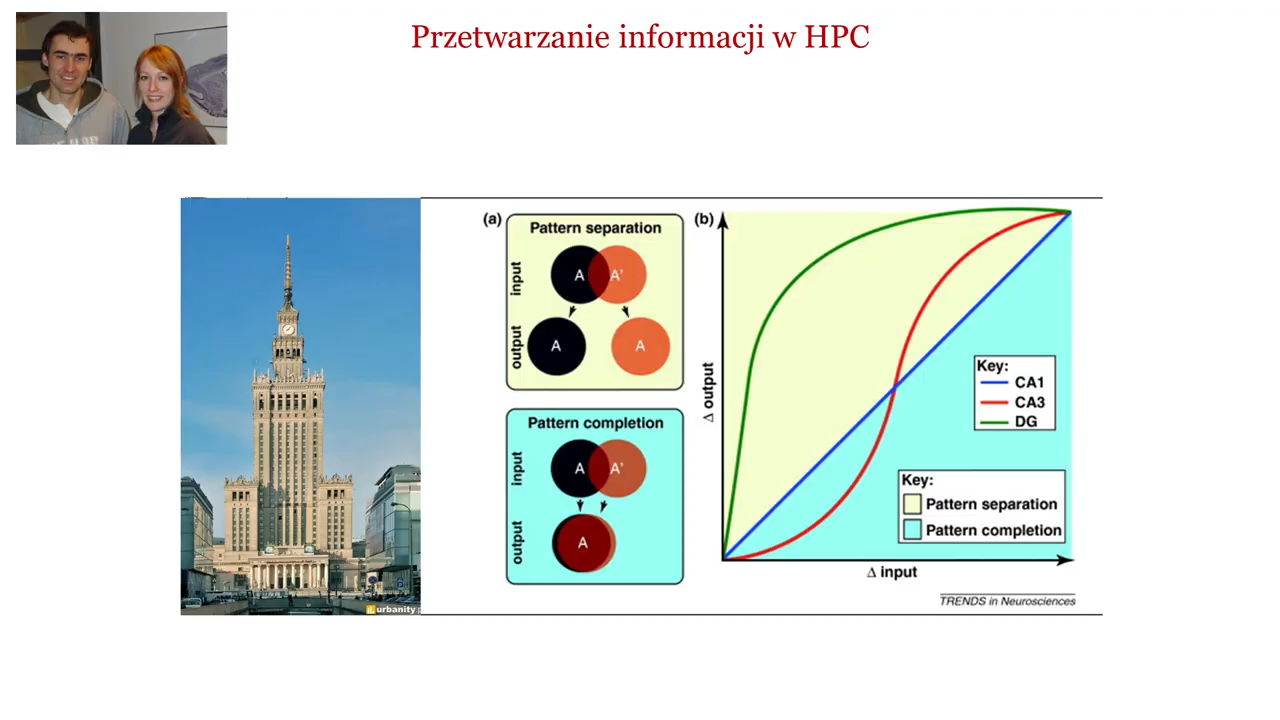 Przetwarzanie informacji w HPC
(a)
Pattern separation
input
A A'
output
A A
Pattern completion
input
A A'
output
A
(b)
Δ output
Key:
CA1
CA3
DG
Key:
Pattern separation
Pattern completion
Δ input
TRENDS in Neurosciences
urbanity